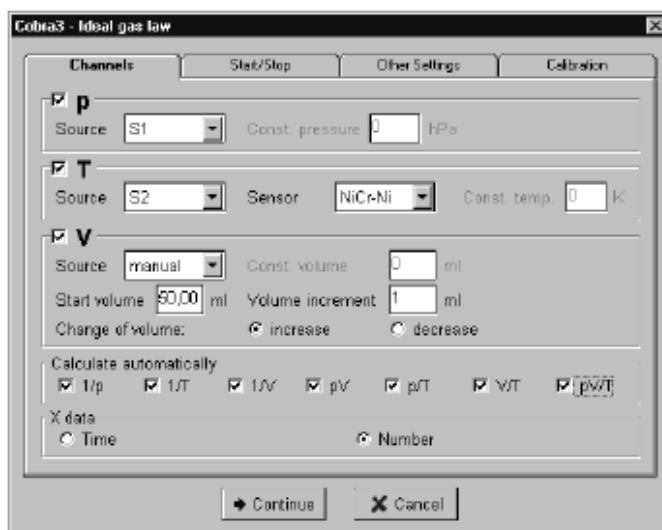 Cobra3 - Ideal gas law
Channels Start/Stop Other Settings Calibration
p
Source S1 Const. pressure 0 hPa
T
Source S2 Sensor NiCr-Ni Const. temp. 0 K
V
Source manual Const. volume 0 ml
Start volume 50,00 ml Volume increment 1 ml
Change of volume: increase decrease
Calculate automatically
1/p 1/T 1/V pV p/T V/T pV/T
X data
Time Number
Continue Cancel